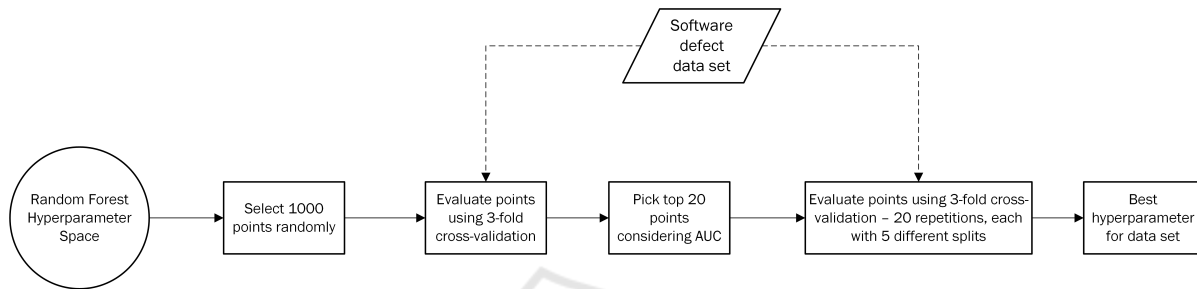 Software
defect
data set
Random Forest
Hyperparameter
Space
Select 1000
points randomly
Evaluate points
using 3-fold
cross-validation
Pick top 20
points
considering AUC
Evaluate points using 3-fold cross-
validation – 20 repetitions, each
with 5 different splits
Best
hyperparameter
for data set